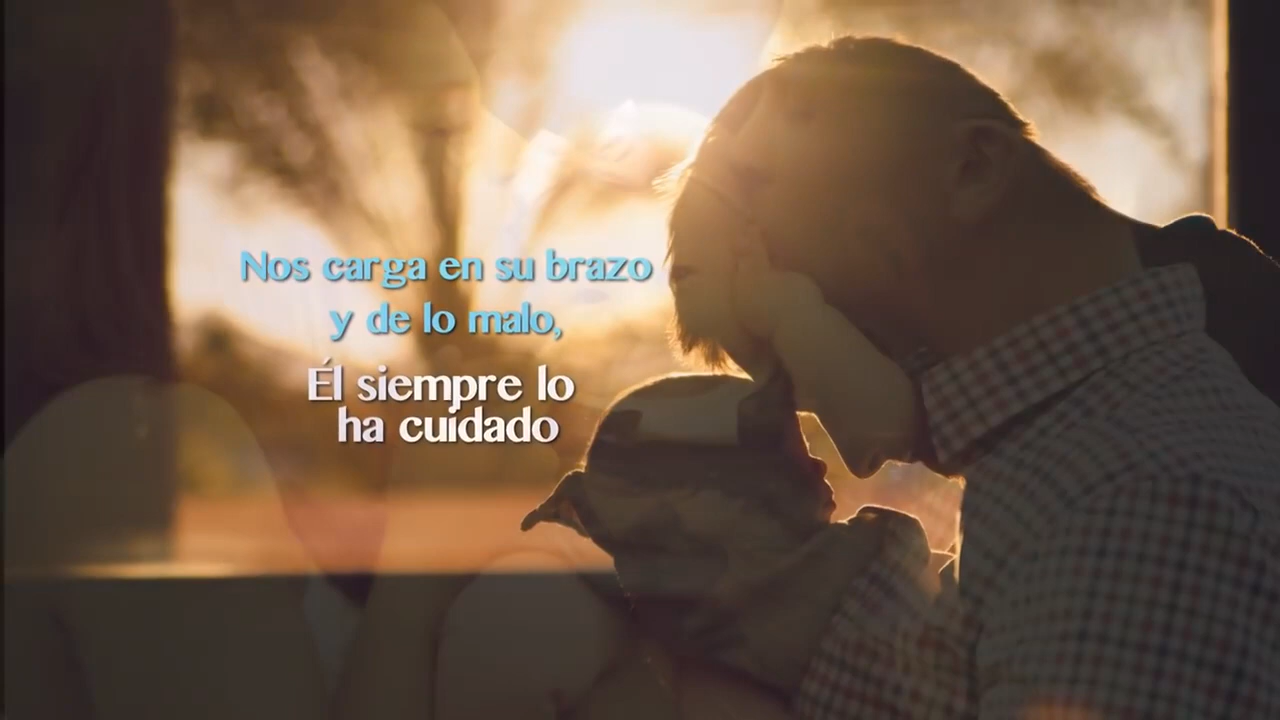 Nos carga en su brazo
y de lo malo,
Él siempre lo
ha cuidado